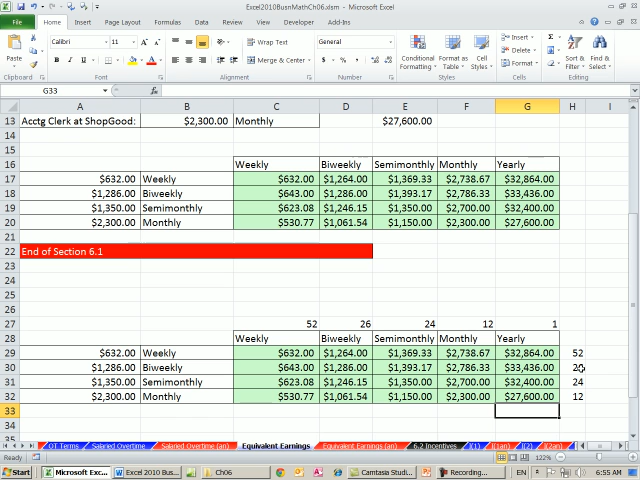 Excel2010BusnMathCh06.xlsm - Microsoft Excel
File Home Insert Page Layout Formulas Data Review View Developer Add-Ins
Calibri 11 Wrap Text General Insert
Paste B I U Merge & Center $ % , Conditional Formatting Format as Table Cell Styles Delete Format Σ Sort & Filter Find & Select
Clipboard Font Alignment Number Styles Cells Editing
G33 fx
A B C D E F G H I
13 Acctg Clerk at ShopGood: $2,300.00 Monthly $27,600.00
14
15
16 Weekly Biweekly Semimonthly Monthly Yearly
17 $632.00 Weekly $632.00 $1,264.00 $1,369.33 $2,738.67 $32,864.00
18 $1,286.00 Biweekly $643.00 $1,286.00 $1,393.17 $2,786.33 $33,436.00
19 $1,350.00 Semimonthly $623.08 $1,246.15 $1,350.00 $2,700.00 $32,400.00
20 $2,300.00 Monthly $530.77 $1,061.54 $1,150.00 $2,300.00 $27,600.00
21
22 End of Section 6.1
23
24
25
26
27 52 26 24 12 1
28 Weekly Biweekly Semimonthly Monthly Yearly
29 $632.00 Weekly $632.00 $1,264.00 $1,369.33 $2,738.67 $32,864.00 52
30 $1,286.00 Biweekly $643.00 $1,286.00 $1,393.17 $2,786.33 $33,436.00
31 $1,350.00 Semimonthly $623.08 $1,246.15 $1,350.00 $2,700.00 $32,400.00 24
32 $2,300.00 Monthly $530.77 $1,061.54 $1,150.00 $2,300.00 $27,600.00 12
33
34
35
OT Terms Salaried Overtime Salaried Overtime (an) Equivalent Earnings Equivalent Earnings (an) 6.2 Incentives I(1) I(1an) I(2) I(2an)
Ready 122%
Start Microsoft Exc... Excel 2010 Bus... Ch06 Camtasia Studi... Recording... EN 6:55 AM